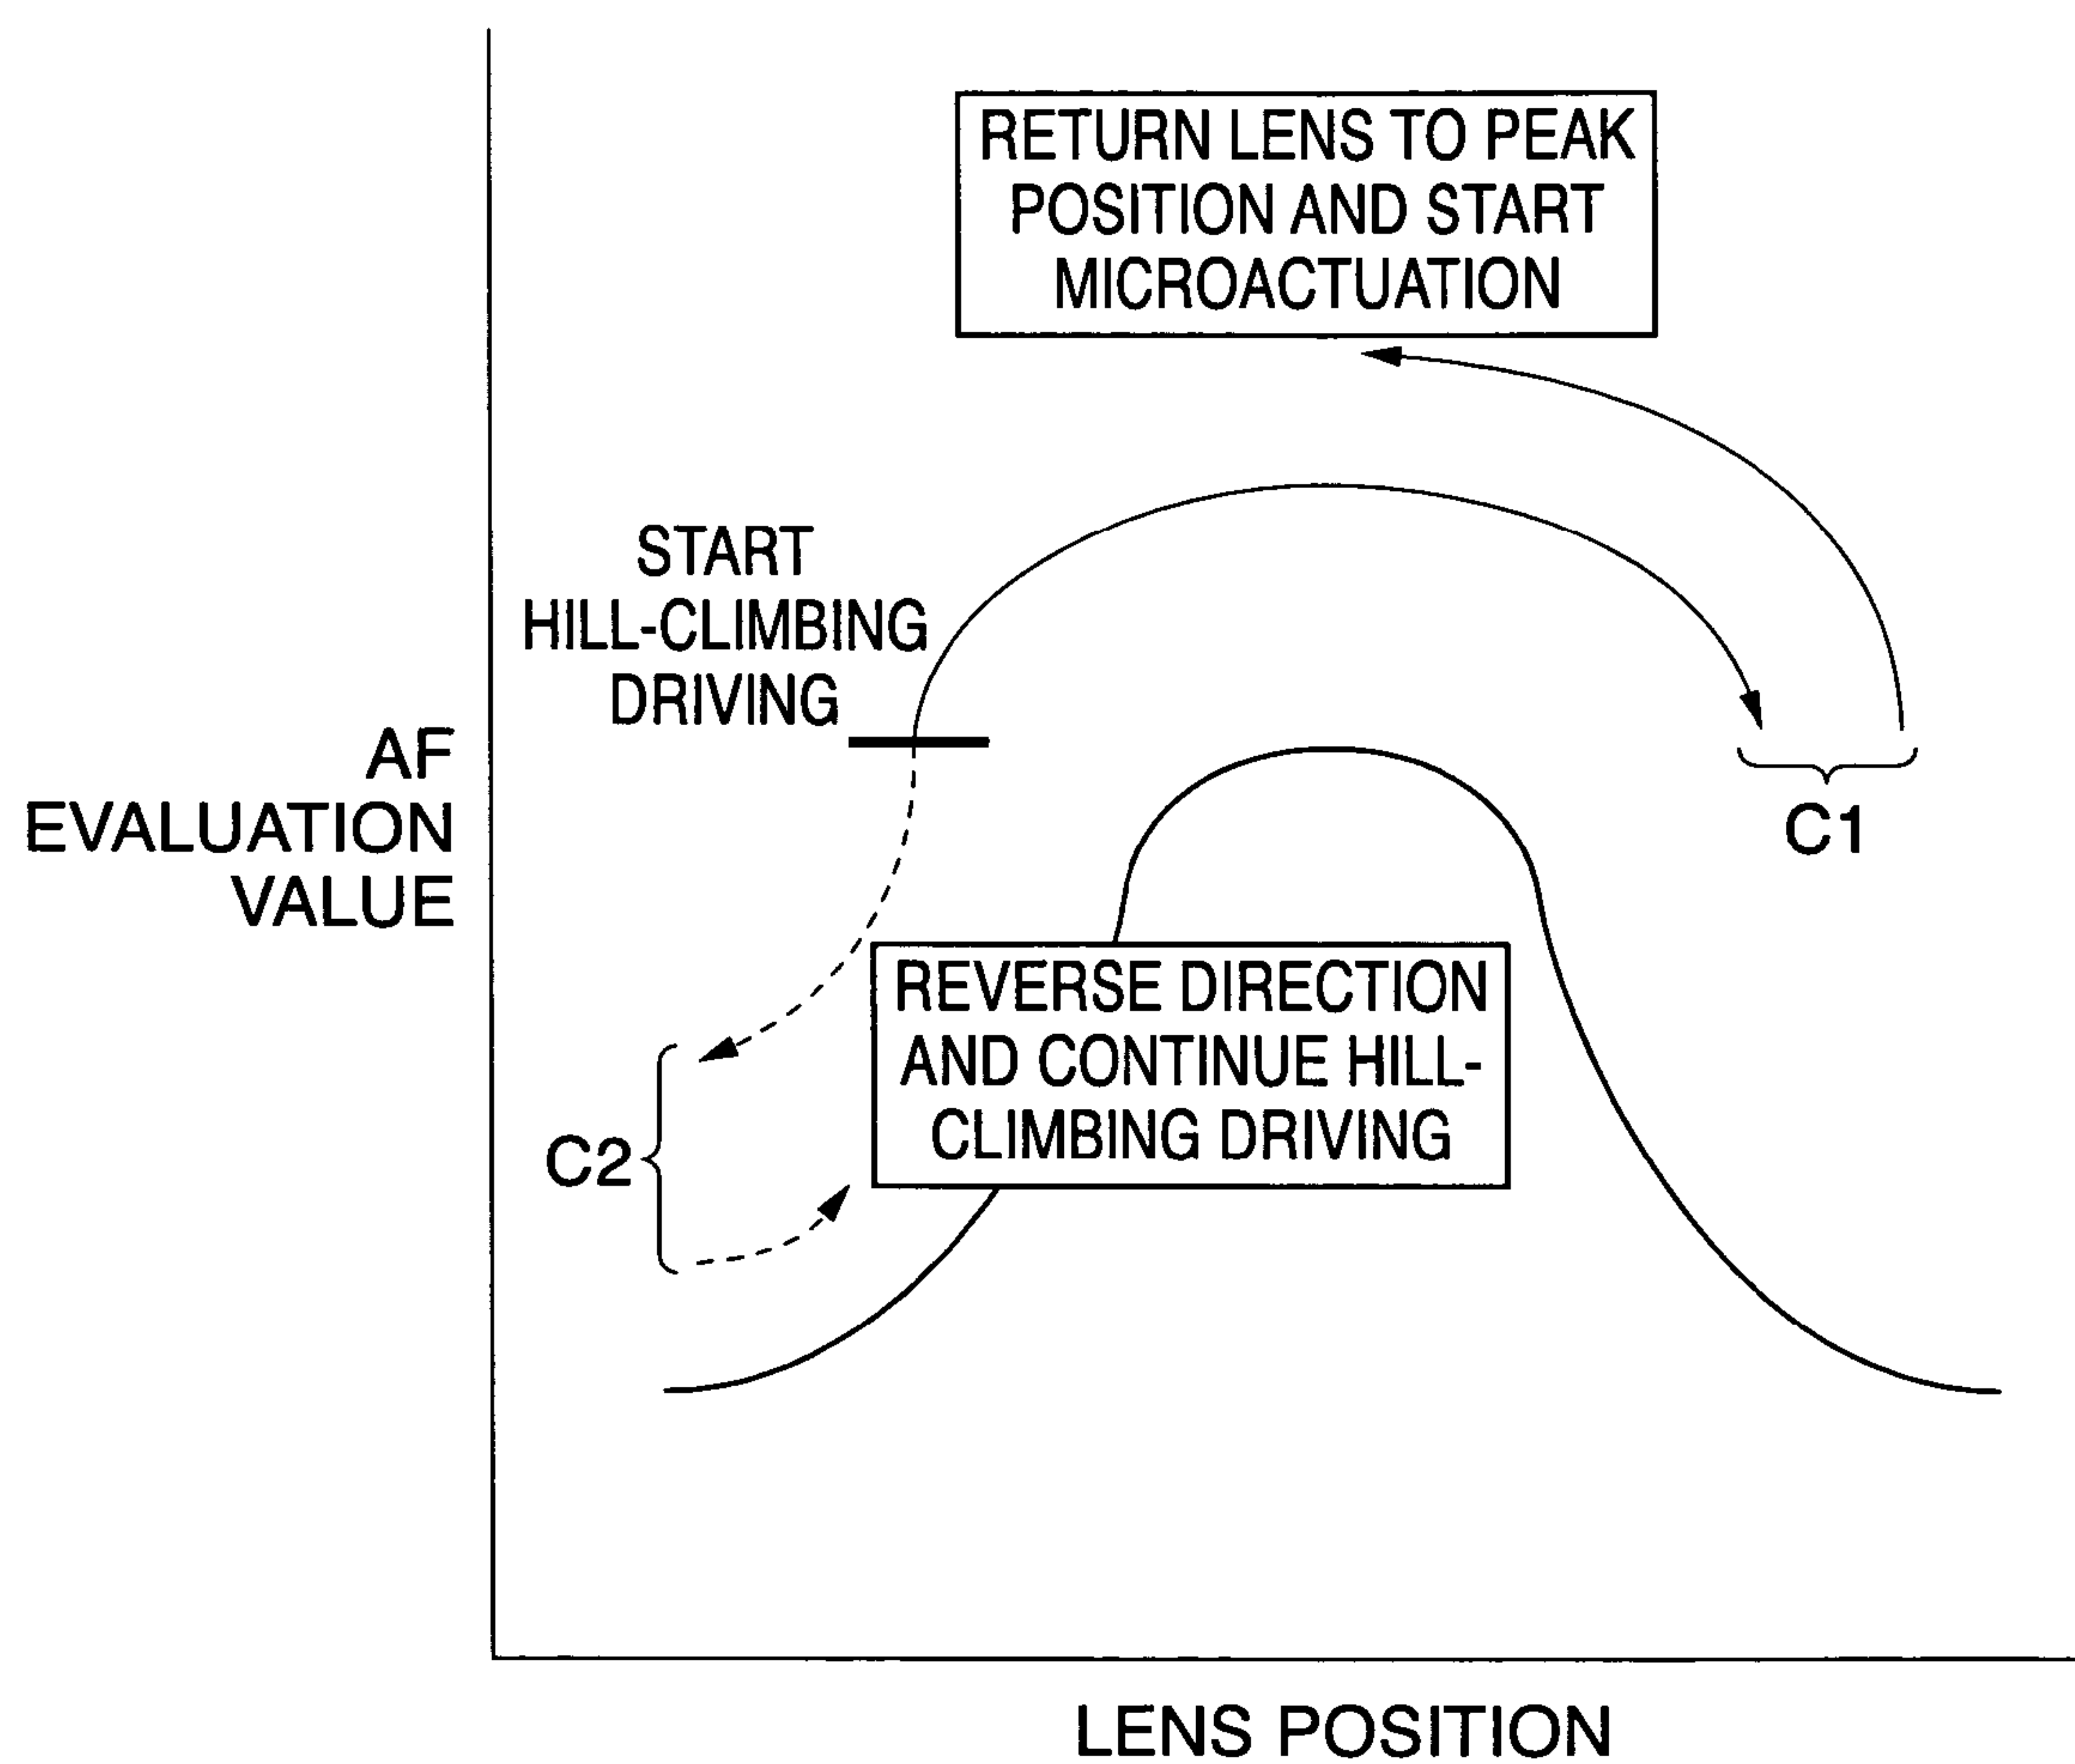 RETURN LENS TO PEAK
POSITION AND START
MICROACTUATION
START
HILL-CLIMBING
DRIVING
AF
EVALUATION
VALUE
C1
REVERSE DIRECTION
AND CONTINUE HILL-
CLIMBING DRIVING
C2
LENS POSITION